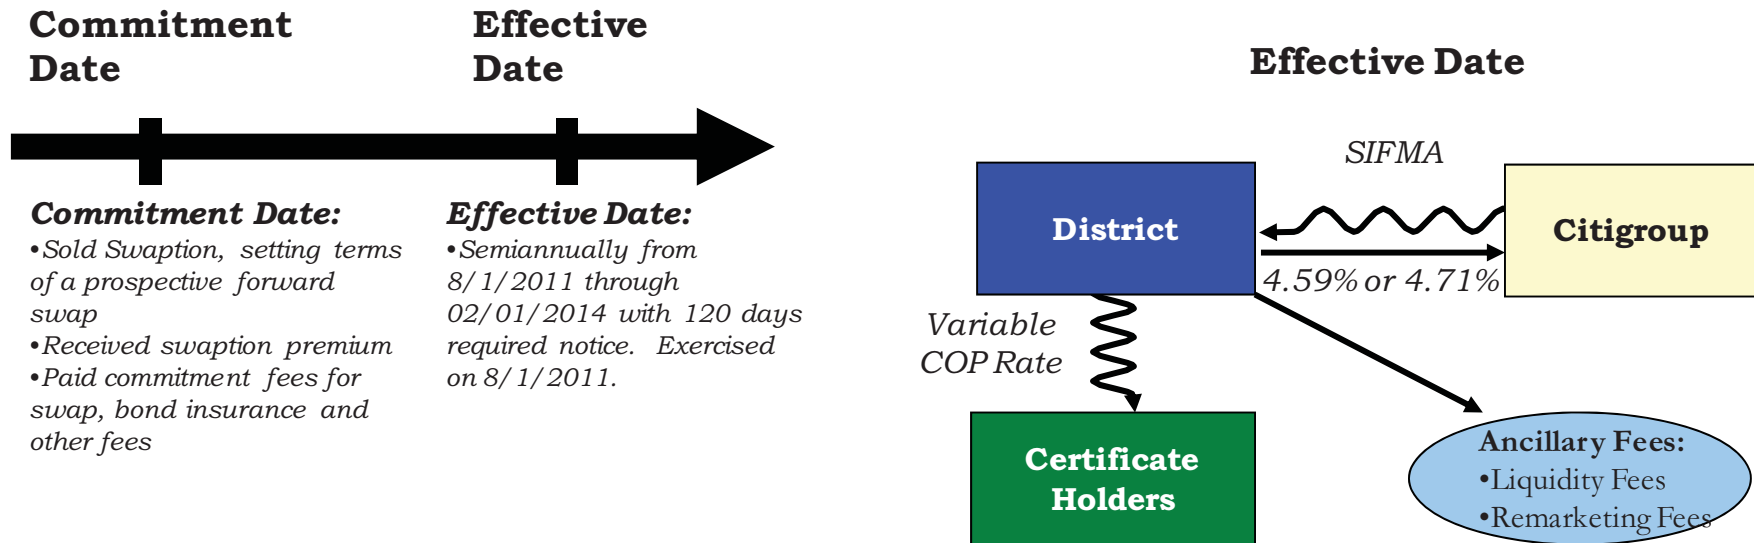 Commitment
Date
Effective
Date
Commitment Date:
•Sold Swaption, setting terms
of a prospective forward
swap
•Received swaption premium
•Paid commitment fees for
swap, bond insurance and
other fees
Effective Date:
•Semiannually from
8/1/2011 through
02/01/2014 with 120 days
required notice. Exercised
on 8/1/2011.
Effective Date
SIFMA
District
Citigroup
4.59% or 4.71%
Variable
COP Rate
Certificate
Holders
Ancillary Fees:
•Liquidity Fees
•Remarketing Fees